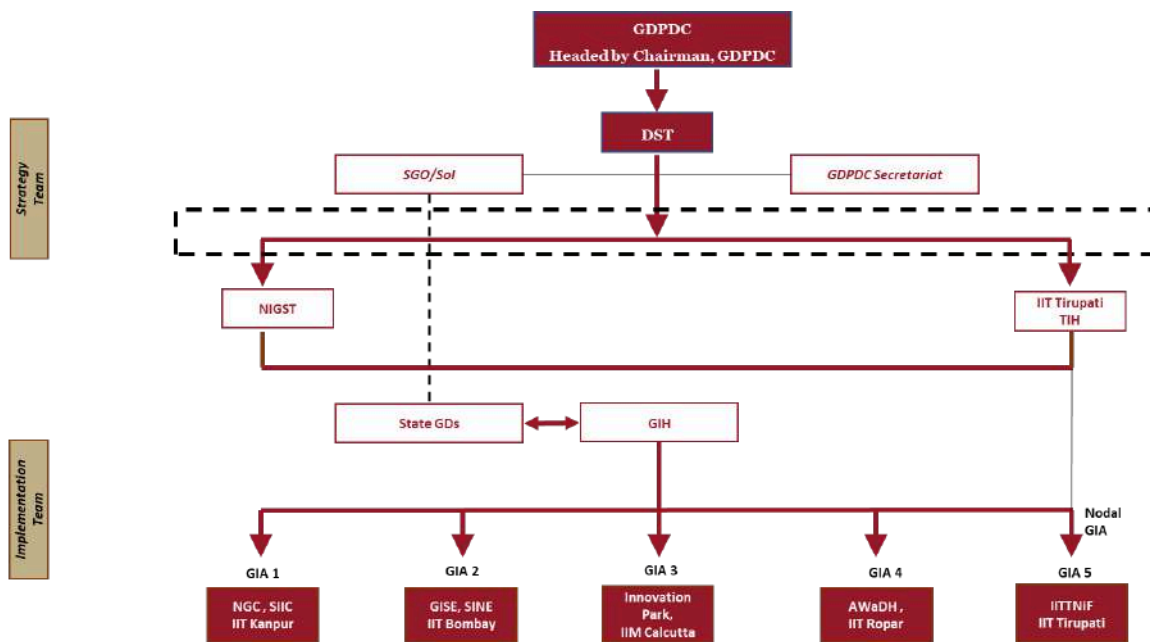 GDPDC
Headed by Chairman, GDPDC
DST
Strategy
Team
SGO/SoI
GDPDC Secretariat
NIGST
IIT Tirupati
TIH
State GDs
GIH
Implementation
Team
Nodal
GIA
GIA 1
GIA 2
GIA 3
GIA 4
GIA 5
NGC , SIIC
IIT Kanpur
GISE, SINE
IIT Bombay
Innovation
Park,
IIM Calcutta
AWaDH ,
IIT Ropar
IITTNiF
IIT Tirupati